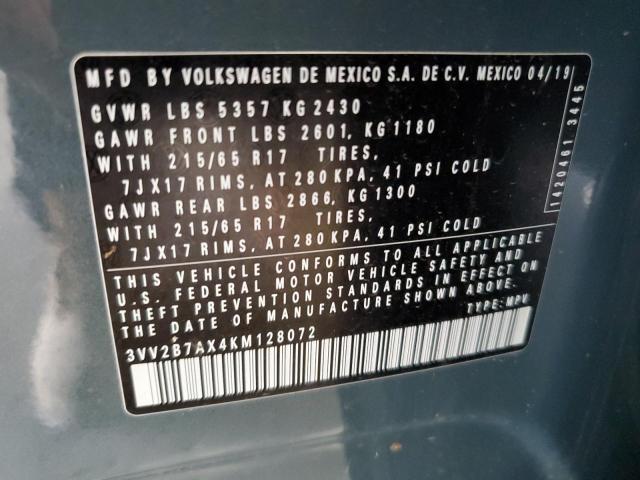 MFD BY VOLKSWAGEN DE MEXICO S.A. DE C.V. MEXICO 04/19
GVWR LBS 5357 KG 2430
GAWR FRONT LBS 2601, KG 1180
WITH 215/65 R17 TIRES,
7JX17 RIMS, AT 280 KPA, 41 PSI COLD
GAWR REAR LBS 2866, KG 1300
WITH 215/65 R17 TIRES,
7JX17 RIMS, AT 280 KPA, 41 PSI COLD
THIS VEHICLE CONFORMS TO ALL APPLICABLE
U.S. FEDERAL MOTOR VEHICLE SAFETY AND
THEFT PREVENTION STANDARDS IN EFFECT ON
THE DATE OF MANUFACTURE SHOWN ABOVE.
TYPE: MPV
3VV2B7AX4KM128072
1420461 3445